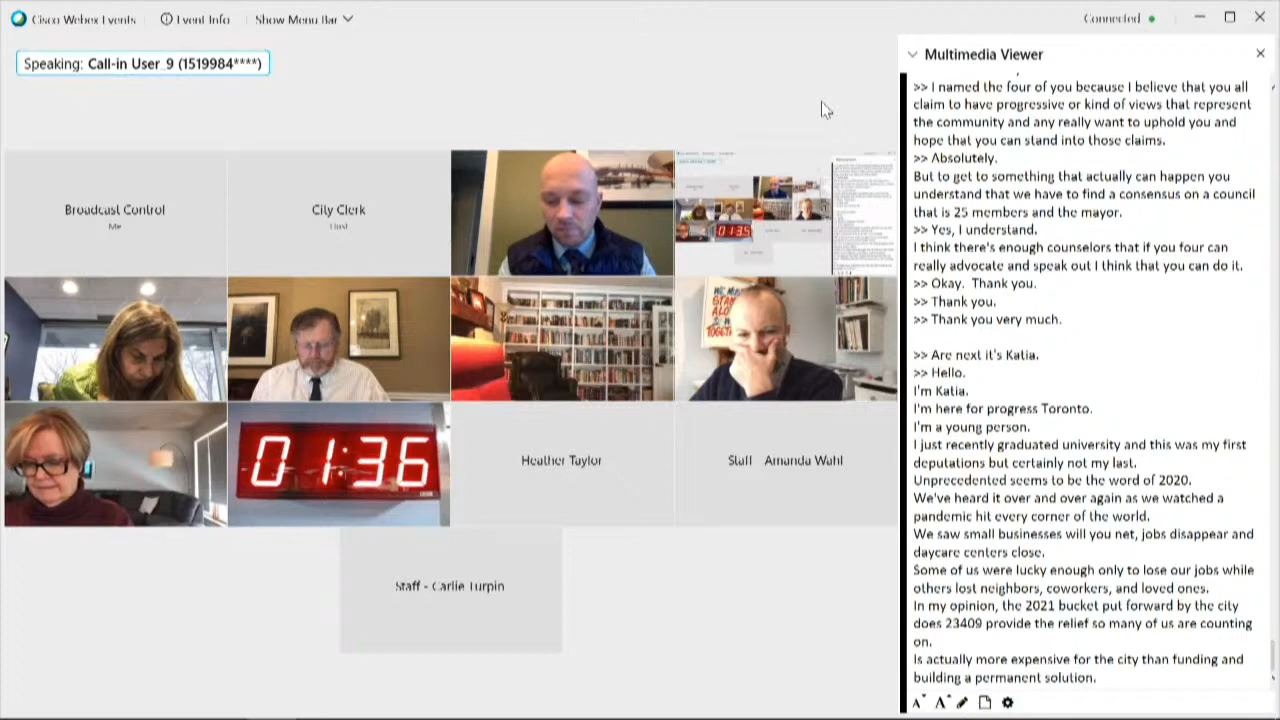 Cisco Webex Events
Event Info
Show Menu Bar
Connected
Speaking: Call-in User_9 (1519984****)
Multimedia Viewer
>> I named the four of you because I believe that you all
claim to have progressive or kind of views that represent
the community and any really want to uphold you and
hope that you can stand into those claims.
>> Absolutely.
But to get to something that actually can happen you
understand that we have to find a consensus on a council
that is 25 members and the mayor.
>> Yes, I understand.
I think there's enough counselors that if you four can
really advocate and speak out I think that you can do it.
>> Okay. Thank you.
>> Thank you.
>> Thank you very much.
>> Are next it's Katia.
>> Hello.
I'm Katia.
I'm here for progress Toronto.
I'm a young person.
I just recently graduated university and this was my first
deputations but certainly not my last.
Unprecedented seems to be the word of 2020.
We've heard it over and over again as we watched a
pandemic hit every corner of the world.
We saw small businesses will you net, jobs disappear and
daycare centers close.
Some of us were lucky enough only to lose our jobs while
others lost neighbors, coworkers, and loved ones.
In my opinion, the 2021 bucket put forward by the city
does 23409 provide the relief so many of us are counting
on.
Is actually more expensive for the city than funding and
building a permanent solution.
Broadcast
Me
City Clerk
Host
01:35
WE MUST
STAND
ALONE
TOGETHER
01:36
Heather Taylor
Staff Amanda Wahl
Staff - Carlie Turpin